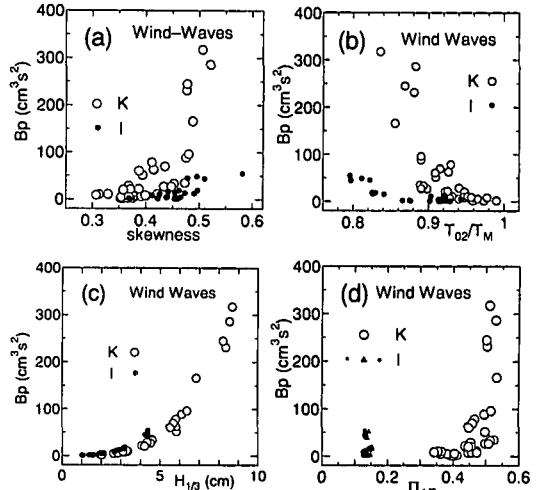 (a) Wind–Waves
Bp (cm³s²)
400
300
200
100
0
K
I
0.3 0.4 0.5 0.6
skewness
(b) Wind Waves
Bp (cm³s²)
400
300
200
100
0
K
I
0.8 0.9 1
T02/TM
(c) Wind Waves
Bp (cm³s²)
400
300
200
100
0
K
I
0 5 10
H1/3 (cm)
(d) Wind Waves
Bp (cm³s²)
400
300
200
100
0
K
I
0 0.2 0.4 0.6